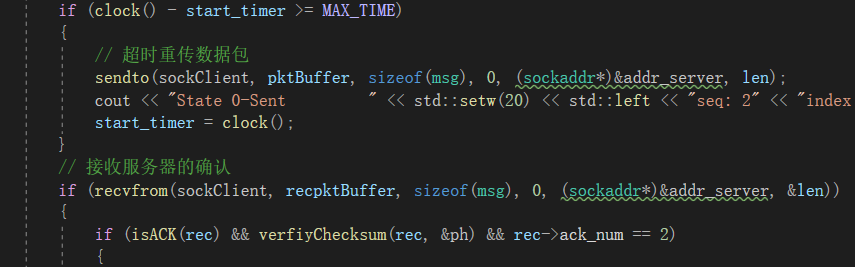 if (clock() - start_timer >= MAX_TIME)
{
// 超时重传数据包
sendto(sockClient, pktBuffer, sizeof(msg), 0, (sockaddr*)&addr_server, len);
cout << "State 0-Sent        " << std::setw(20) << std::left << "seq: 2" << "index
start_timer = clock();
}
// 接收服务器的确认
if (recvfrom(sockClient, recpktBuffer, sizeof(msg), 0, (sockaddr*)&addr_server, &len))
{
if (isACK(rec) && verfiyChecksum(rec, &ph) && rec->ack_num == 2)
{